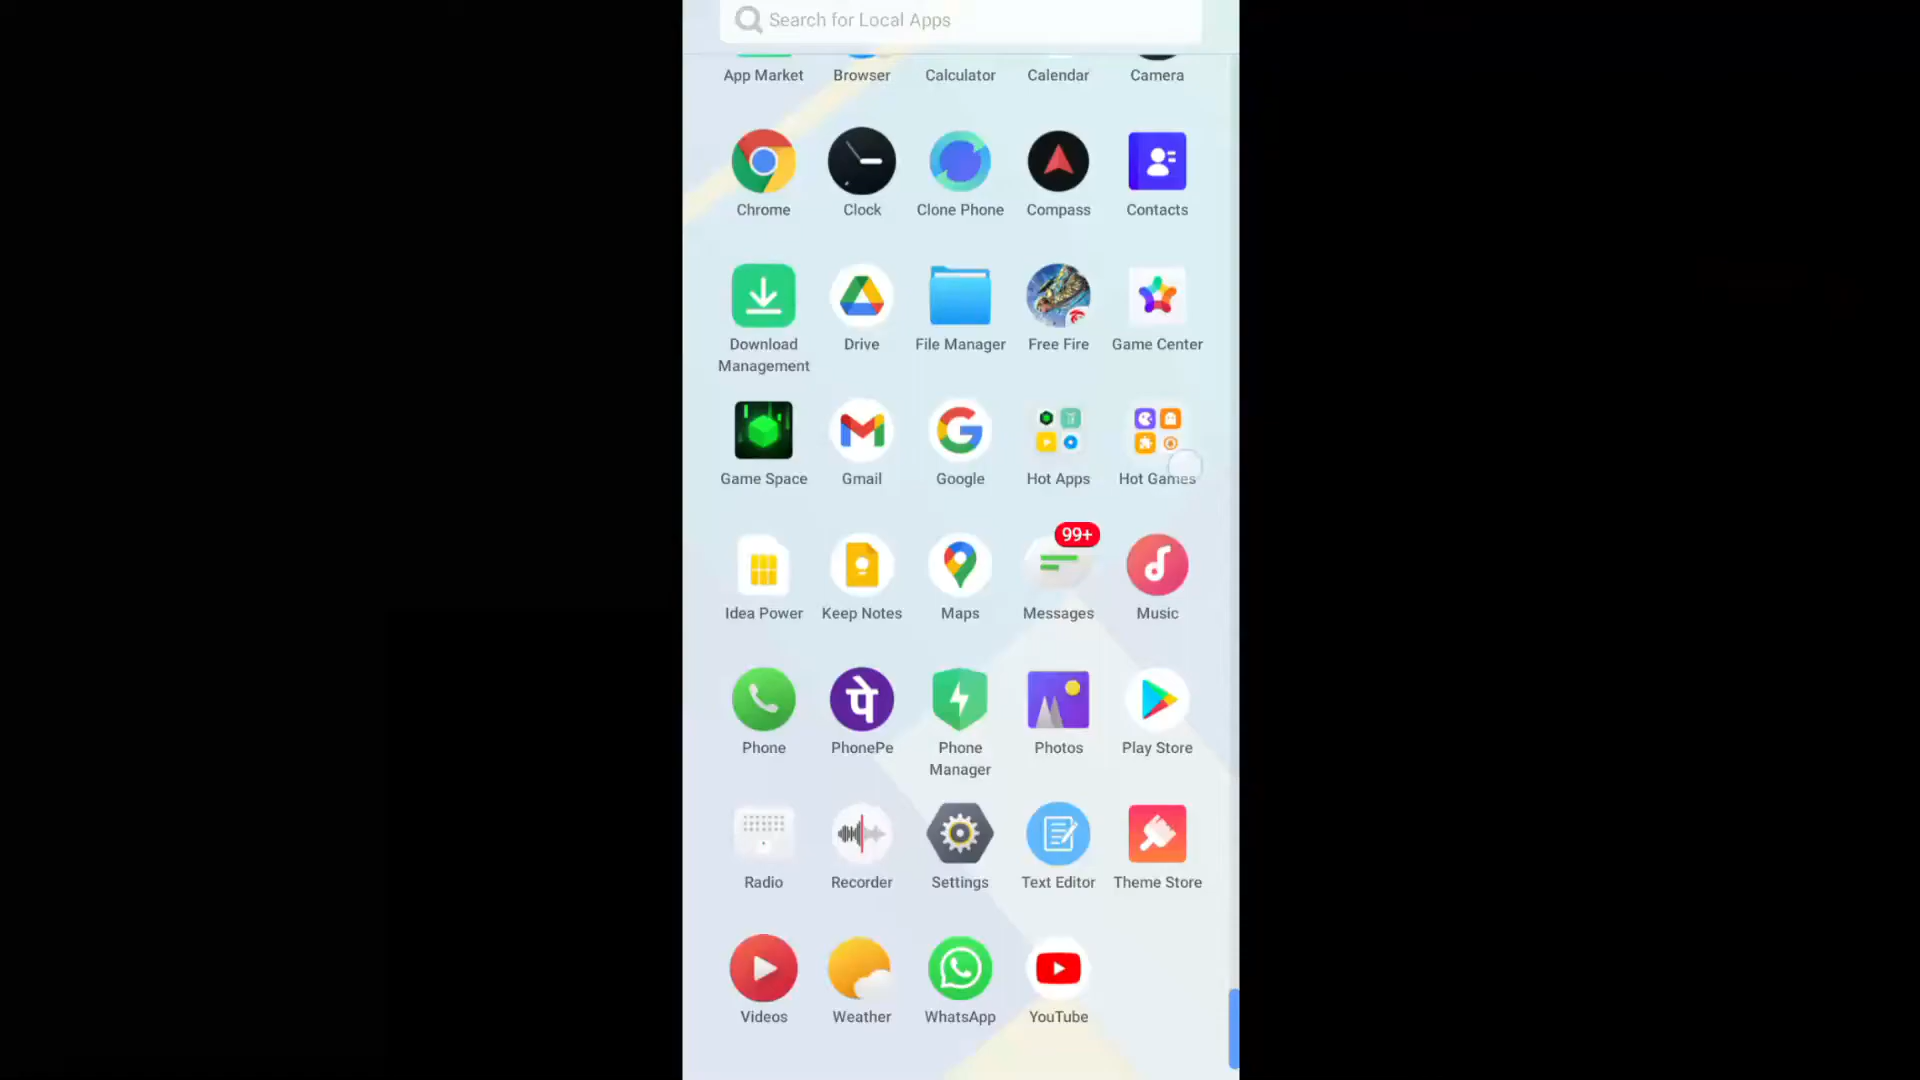 Search for Local Apps
App Market Browser Calculator Calendar Camera
Chrome Clock Clone Phone Compass Contacts
Download Management Drive File Manager Free Fire Game Center
Game Space Gmail Google Hot Apps Hot Games
99+
Idea Power Keep Notes Maps Messages Music
पे
Phone PhonePe Phone Manager Photos Play Store
Radio Recorder Settings Text Editor Theme Store
Videos Weather WhatsApp YouTube